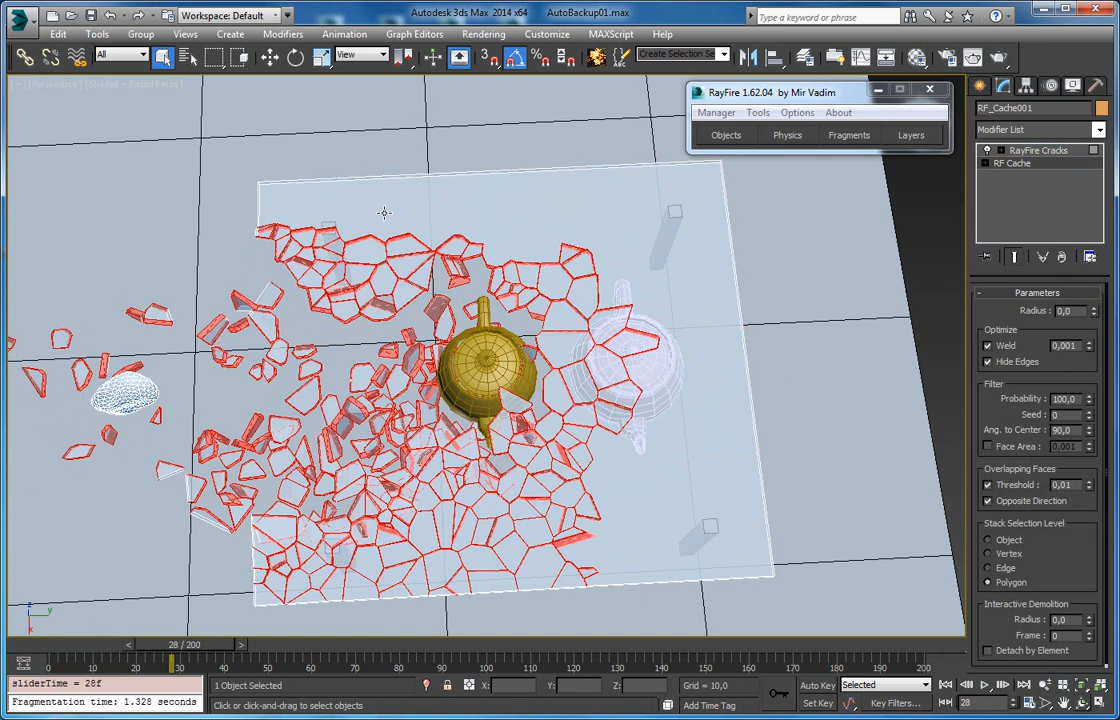 Workspace: Default
Autodesk 3ds Max 2014 x64 AutoBackup01.max
Type a keyword or phrase
Edit Tools Group Views Create Modifiers Animation Graph Editors Rendering Customize MAXScript Help
All
View
Create Selection Se
[+] [Perspective] [Shaded + Edged Faces]
RayFire 1.62.04 by Mir Vadim
Manager Tools Options About
Objects Physics Fragments Layers
RF_Cache001
Modifier List
RayFire Cracks
RF Cache
Parameters
Radius: 0,0
Optimize
Weld 0,001
Hide Edges
Filter
Probability: 100,0
Seed: 0
Ang. to Center: 90,0
Face Area: 0,001
Overlapping Faces
Threshold: 0,01
Opposite Direction
Stack Selection Level
Object
Vertex
Edge
Polygon
Interactive Demolition
Radius: 0,0
Frame: 0
Detach by Element
z
y
x
< 28 / 200 >
0 10 20 30 40 50 60 70 80 90 100 110 120 130 140 150 160 170 180 190 200
sliderTime = 28f
Fragmentation time: 1.328 seconds
1 Object Selected
Click or click-and-drag to select objects
X: Y: Z:
Grid = 10,0
Add Time Tag
Auto Key Selected
Set Key Key Filters...
28